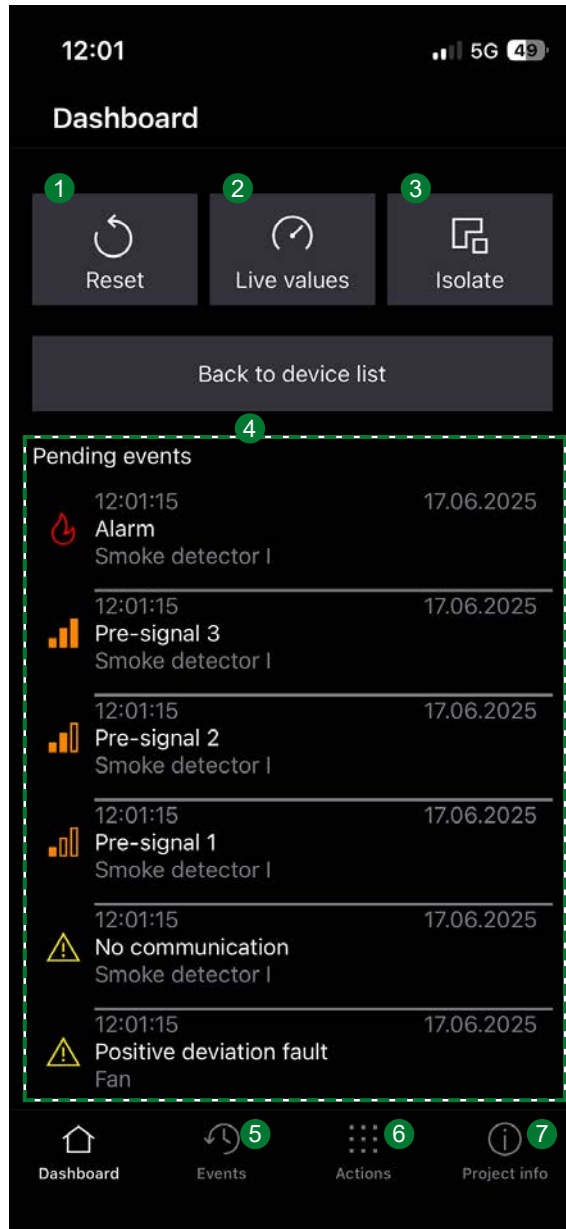 12:01 5G 49
Dashboard
1 2 3
Reset Live values Isolate
Back to device list
4
Pending events
12:01:15 17.06.2025
Alarm
Smoke detector I
12:01:15 17.06.2025
Pre-signal 3
Smoke detector I
12:01:15 17.06.2025
Pre-signal 2
Smoke detector I
12:01:15 17.06.2025
Pre-signal 1
Smoke detector I
12:01:15 17.06.2025
No communication
Smoke detector I
12:01:15 17.06.2025
Positive deviation fault
Fan
5 6 7
Dashboard Events Actions Project info